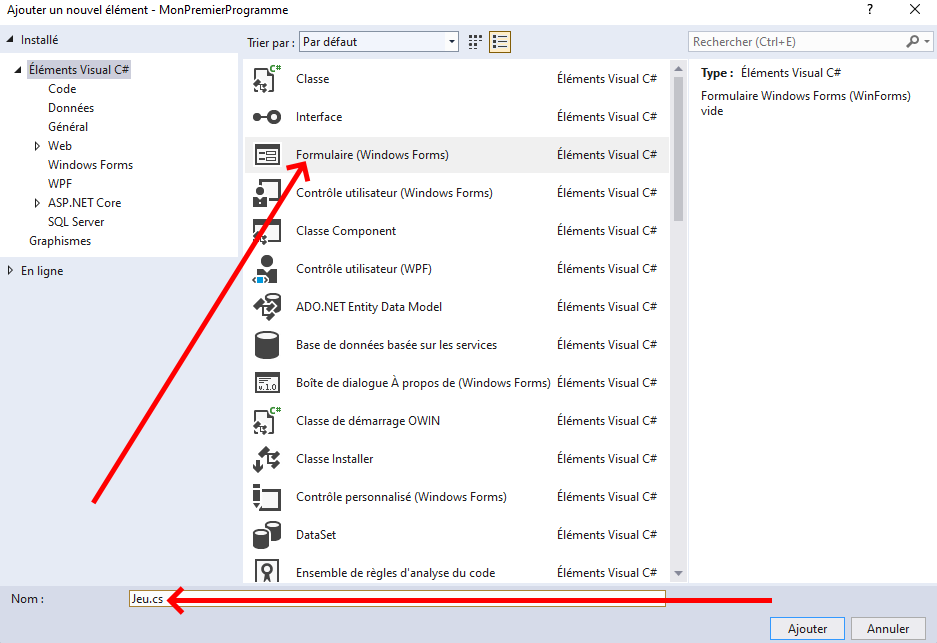 Ajouter un nouvel élément - MonPremierProgramme ?
Installé
Éléments Visual C#
Code
Données
Général
Web
Windows Forms
WPF
ASP.NET Core
SQL Server
Graphismes
En ligne
Trier par : Par défaut
Classe Éléments Visual C#
Interface Éléments Visual C#
Formulaire (Windows Forms) Éléments Visual C#
Contrôle utilisateur (Windows Forms) Éléments Visual C#
Classe Component Éléments Visual C#
Contrôle utilisateur (WPF) Éléments Visual C#
ADO.NET Entity Data Model Éléments Visual C#
Base de données basée sur les services Éléments Visual C#
v.1.0
Boîte de dialogue À propos de (Windows Forms) Éléments Visual C#
Classe de démarrage OWIN Éléments Visual C#
Classe Installer Éléments Visual C#
Contrôle personnalisé (Windows Forms) Éléments Visual C#
DataSet Éléments Visual C#
Ensemble de règles d'analyse du code Éléments Visual C#
C#
C#
Rechercher (Ctrl+E)
Type : Éléments Visual C#
Formulaire Windows Forms (WinForms)
vide
Nom : Jeu.cs
Ajouter Annuler